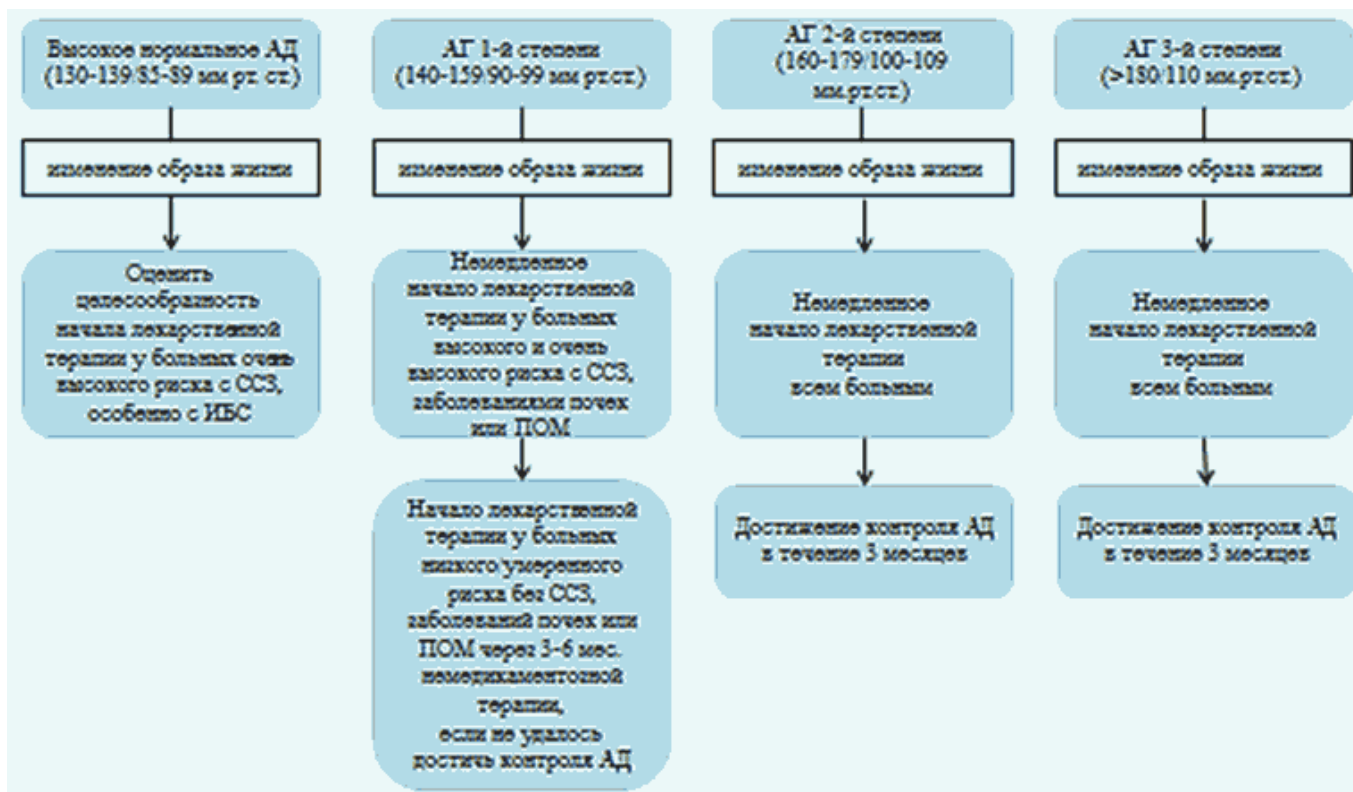 Высокое нормальное АД
(130-139/85-89 мм рт. ст.)
изменение образа жизни
Оценить
целесообразность
начала лекарственной
терапии у больных очень
высокого риска с ССЗ,
особенно с ИБС
АГ 1-й степени
(140-159/90-99 мм рт.ст.)
изменение образа жизни
Немедленное
начало лекарственной
терапии у больных
высокого и очень
высокого риска с ССЗ,
заболеваниями почек
или ПОМ
Начало лекарственной
терапии у больных
низкого/умеренного
риска без ССЗ,
заболеваний почек или
ПОМ через 3-6 мес.
немедикаментозной
терапии,
если не удалось
достичь контроля АД
АГ 2-й степени
(160-179/100-109
мм.рт.ст.)
изменение образа жизни
Немедленное
начало лекарственной
терапии
всем больным
Достижение контроля АД
в течение 3 месяцев
АГ 3-й степени
(>180/110 мм.рт.ст.)
изменение образа жизни
Немедленное
начало лекарственной
терапии
всем больным
Достижение контроля АД
в течение 3 месяцев